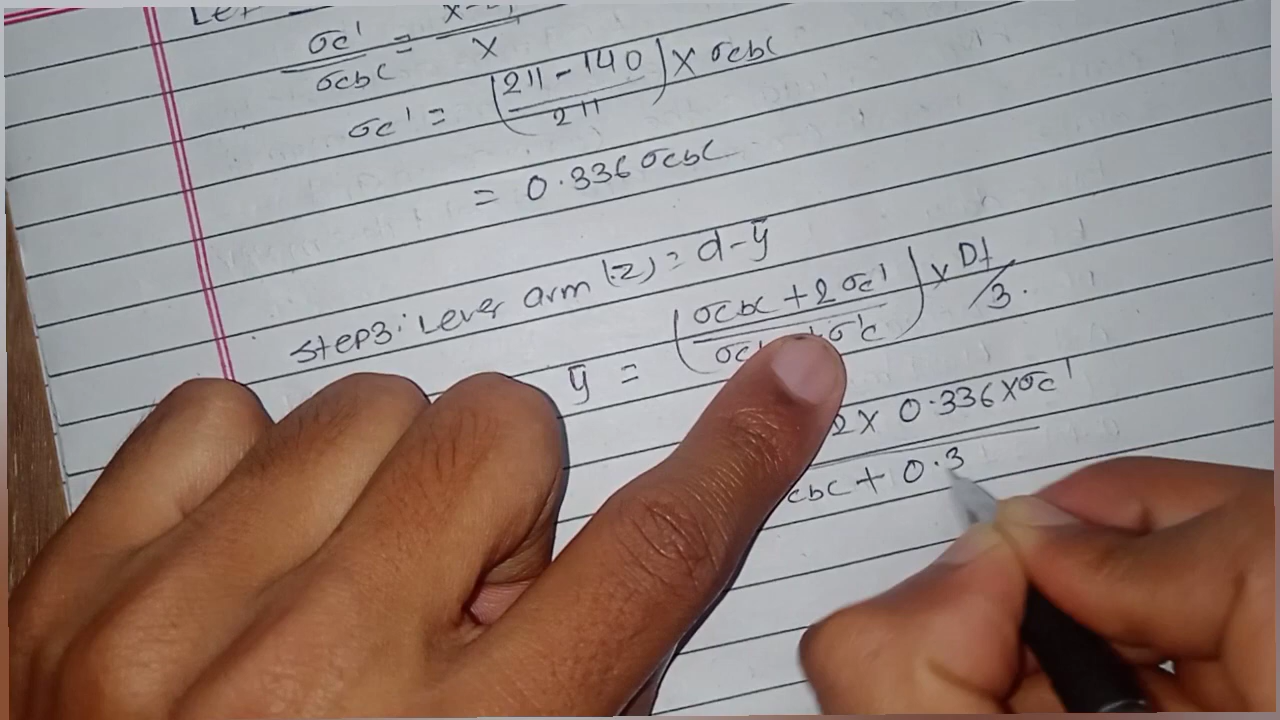 Let
σc' / σcbc = x- / x
σc' = (211 - 140 / 211) x σcbc
= 0.336 σcbc
Step3: Lever arm (z) = d - ȳ
ȳ = (σcbc + 2σc' / σc + σ'c) x Df / 3.
2 x 0.336 x σc'
cbc + 0.3